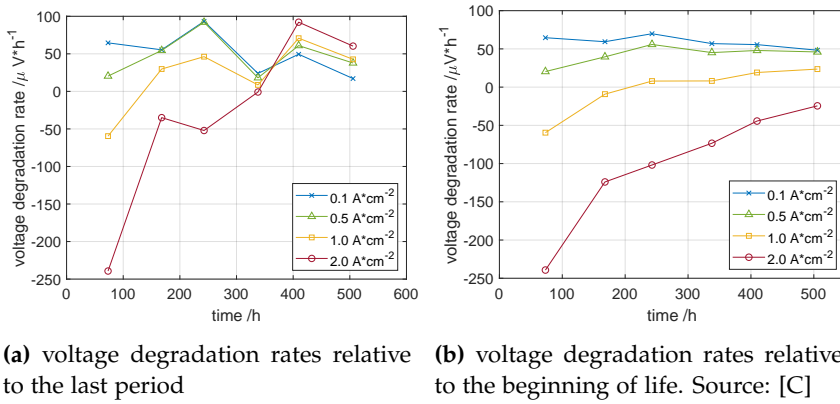 100
50
0
-50
-100
-150
-200
-250
0 100 200 300 400 500 600
voltage degradation rate /μ V*h-1
time /h
0.1 A*cm-2
0.5 A*cm-2
1.0 A*cm-2
2.0 A*cm-2
100
50
0
-50
-100
-150
-200
-250
0 100 200 300 400 500
voltage degradation rate /μ V*h-1
time /h
0.1 A*cm-2
0.5 A*cm-2
1.0 A*cm-2
2.0 A*cm-2
(a) voltage degradation rates relative
to the last period
(b) voltage degradation rates relative
to the beginning of life. Source: [C]